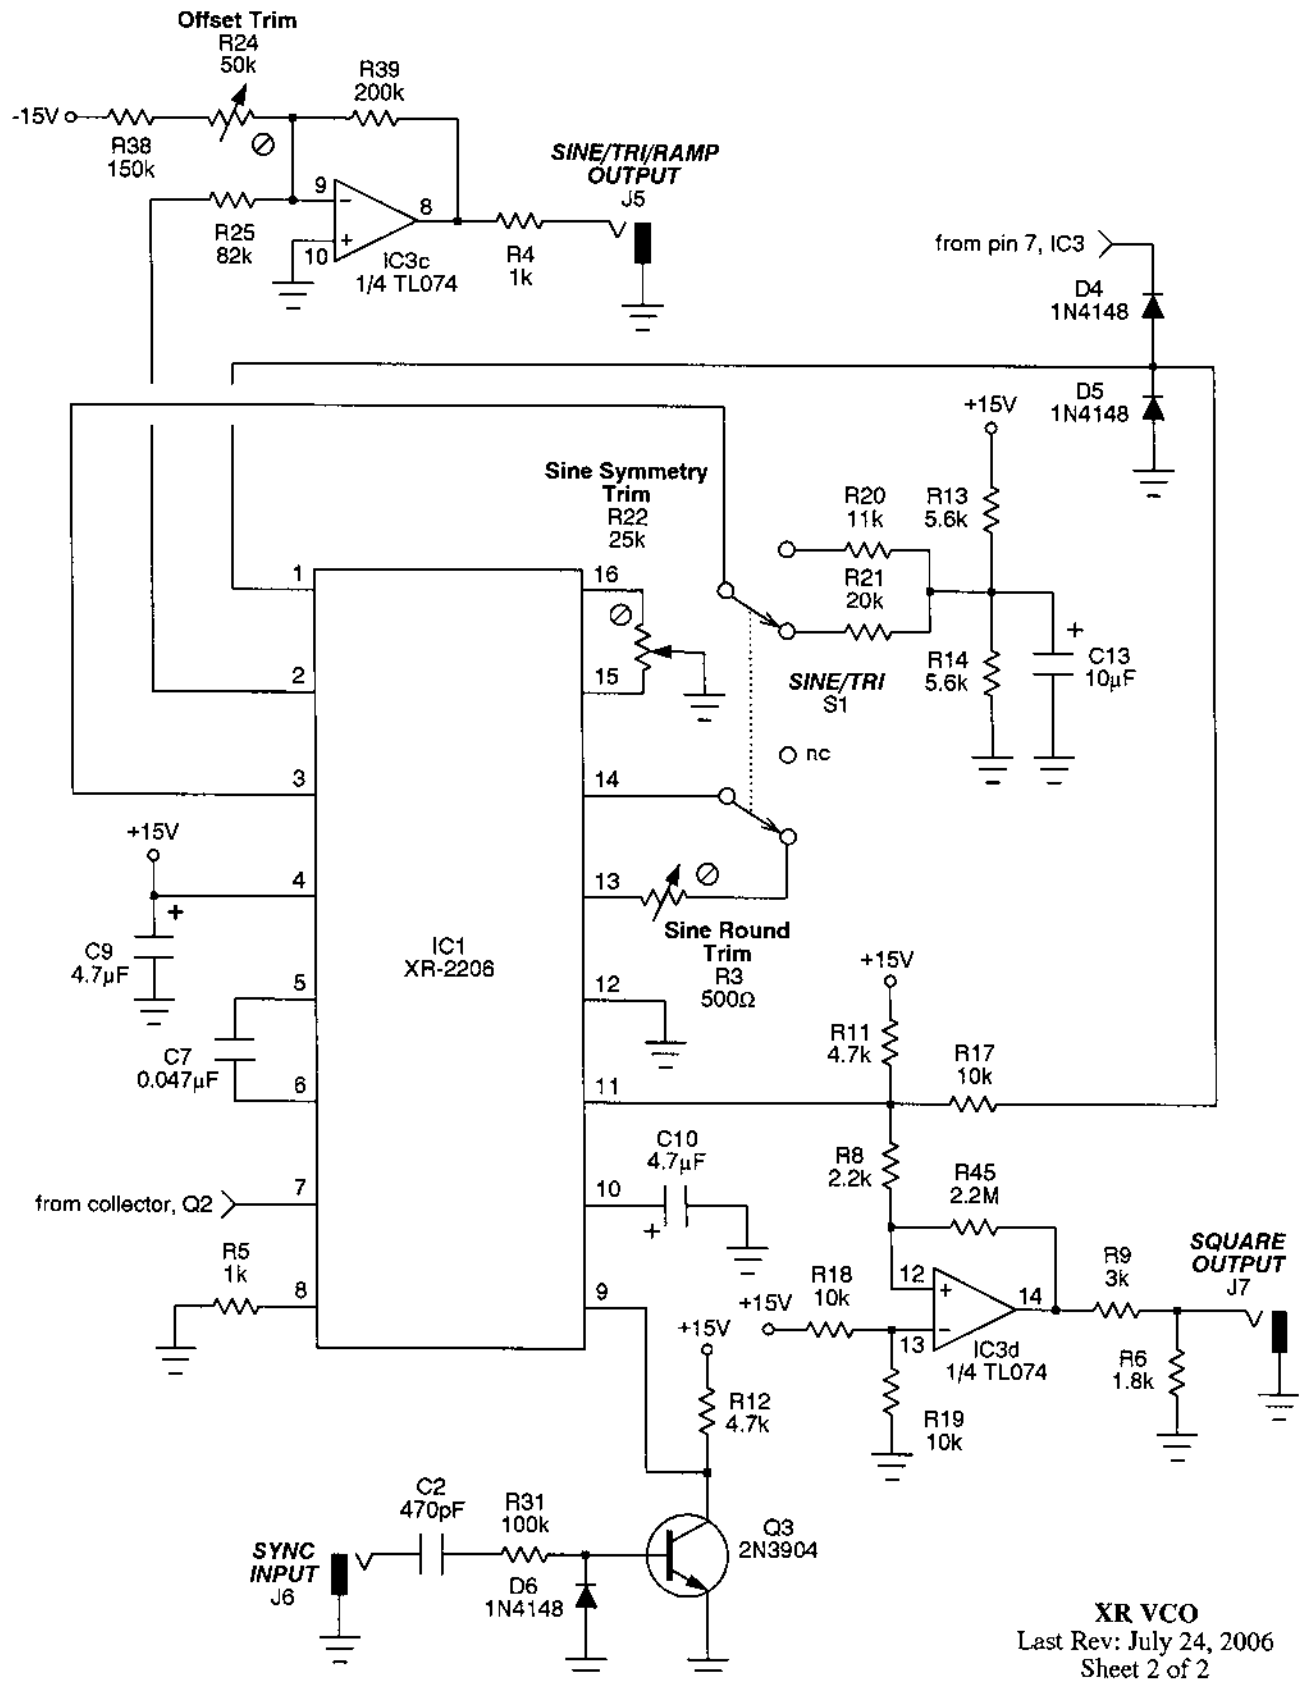 Offset Trim
R24
50k
R39
200k
-15V
R38
150k
SINE/TRI/RAMP
OUTPUT
J5
9
8
-
+
R25
82k
10
IC3c
1/4 TL074
R4
1k
from pin 7, IC3
D4
1N4148
D5
1N4148
+15V
Sine Symmetry
Trim
R22
25k
R20
11k
R13
5.6k
1
16
R21
20k
+
2
15
SINE/TRI
S1
R14
5.6k
C13
10µF
nc
3
14
+15V
4
13
+
Sine Round
Trim
R3
500Ω
C9
4.7µF
IC1
XR-2206
+15V
5
12
R11
4.7k
R17
10k
C7
0.047µF
6
11
C10
4.7µF
R8
2.2k
R45
2.2M
from collector, Q2
7
10
+
R5
1k
8
9
SQUARE
OUTPUT
J7
R9
3k
R18
10k
12
+
14
+15V
-
13
IC3d
1/4 TL074
+15V
R6
1.8k
R12
4.7k
R19
10k
C2
470pF
R31
100k
Q3
2N3904
SYNC
INPUT
J6
D6
1N4148
XR VCO
Last Rev: July 24, 2006
Sheet 2 of 2